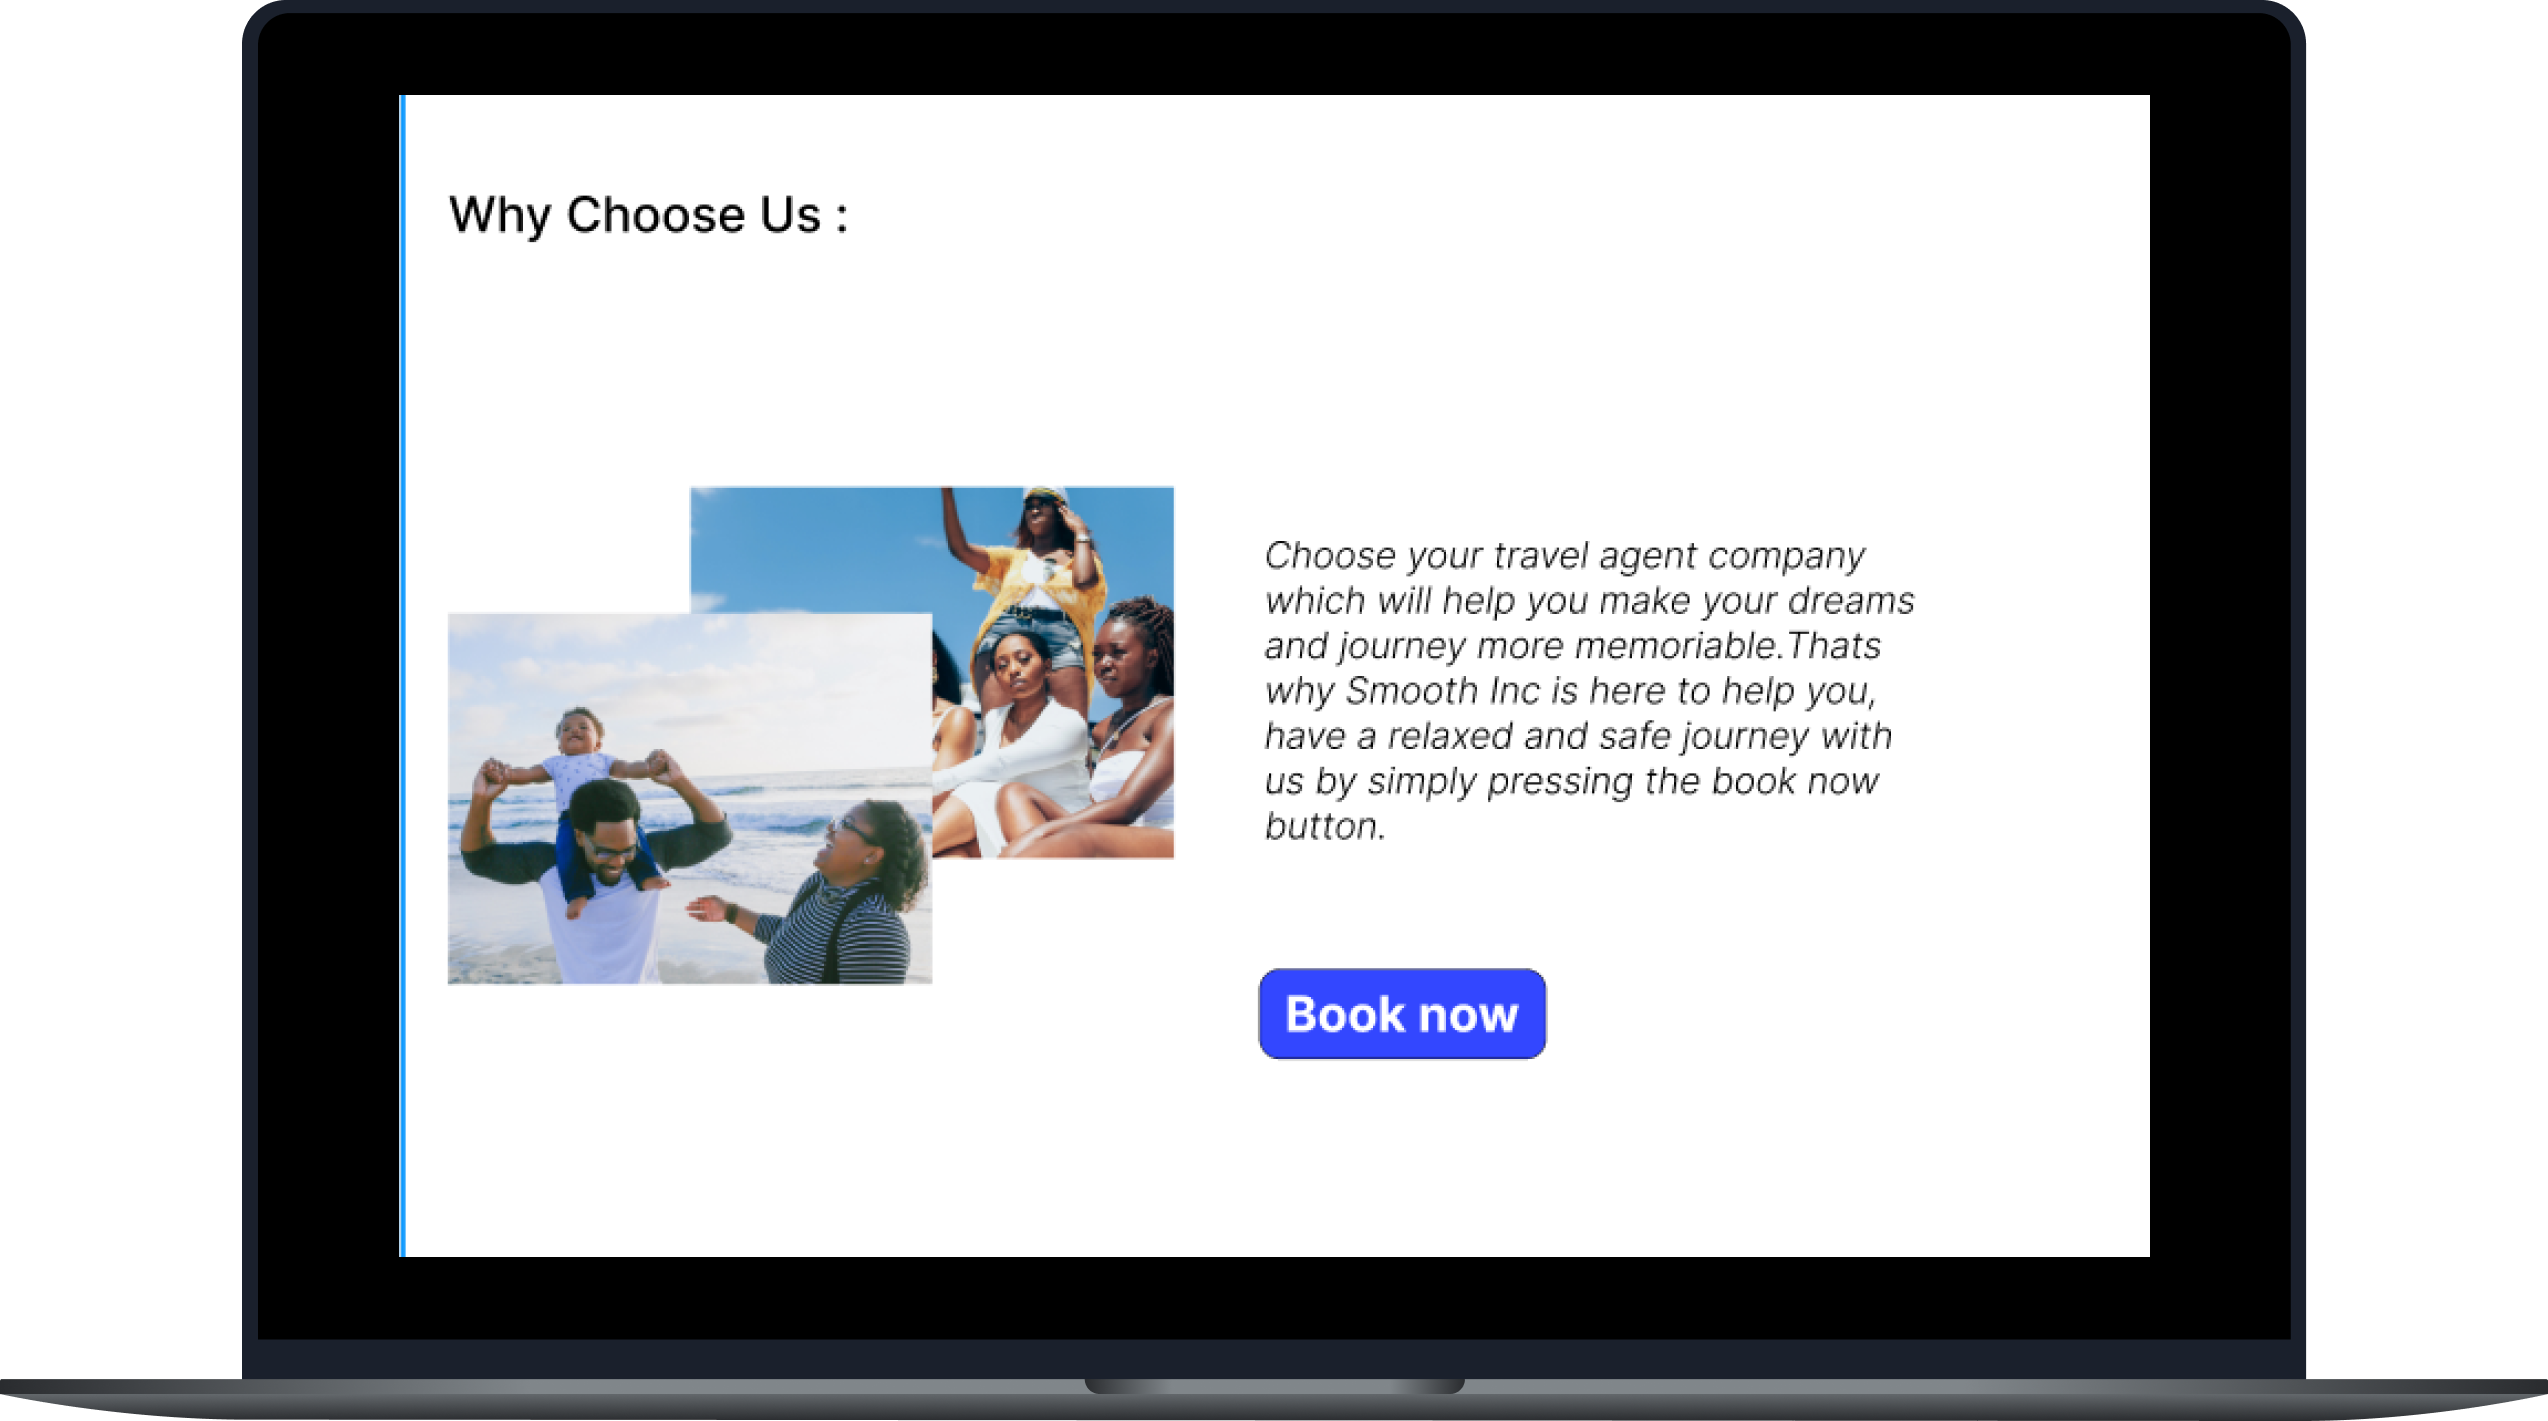 Why Choose Us :
Choose your travel agent company
which will help you make your dreams
and journey more memoriable.Thats
why Smooth Inc is here to help you,
have a relaxed and safe journey with
us by simply pressing the book now
button.
Book now